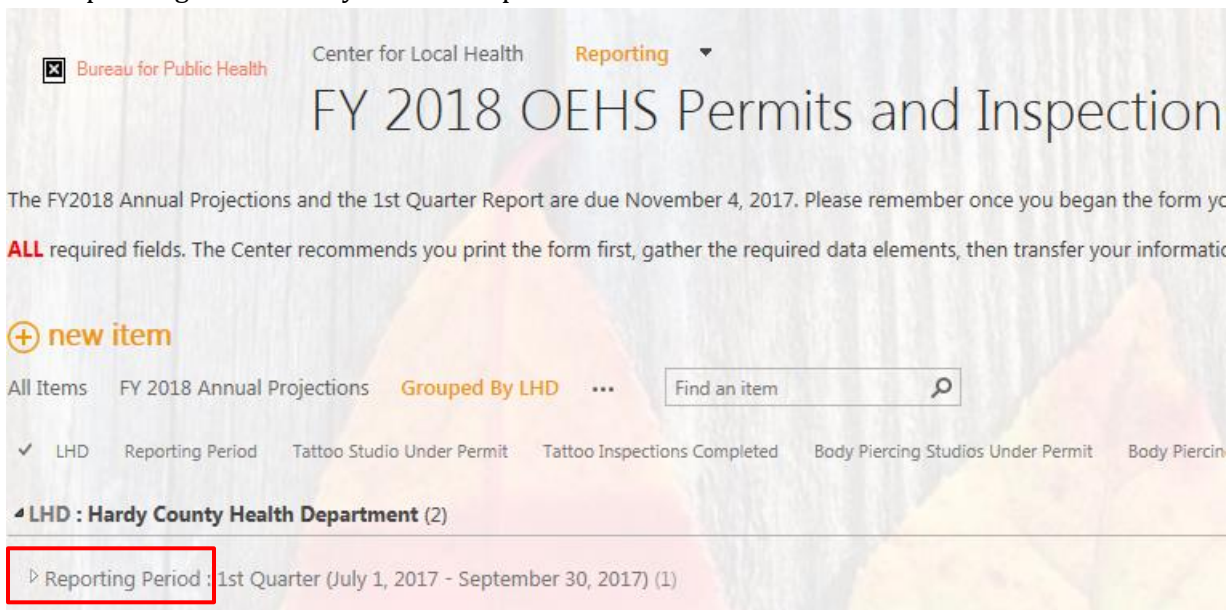 Center for Local Health Reporting
Bureau for Public Health
FY 2018 OEHS Permits and Inspection
The FY2018 Annual Projections and the 1st Quarter Report are due November 4, 2017. Please remember once you began the form yo
ALL required fields. The Center recommends you print the form first, gather the required data elements, then transfer your informatio
new item
All Items FY 2018 Annual Projections Grouped By LHD ... Find an item
LHD Reporting Period Tattoo Studio Under Permit Tattoo Inspections Completed Body Piercing Studios Under Permit Body Piercin
LHD : Hardy County Health Department (2)
Reporting Period : 1st Quarter (July 1, 2017 - September 30, 2017) (1)